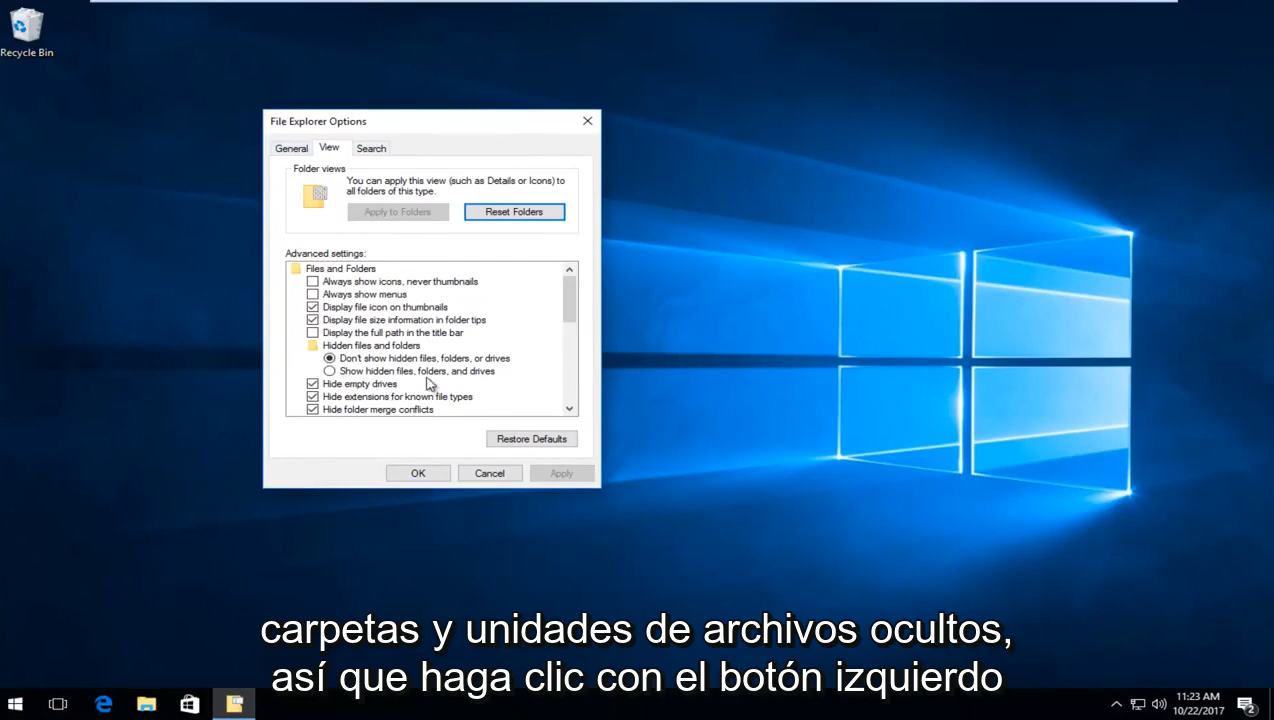 Recycle Bin
File Explorer Options
General View Search
Folder views
You can apply this view (such as Details or Icons) to
all folders of this type.
Apply to Folders Reset Folders
Advanced settings:
Files and Folders
Always show icons, never thumbnails
Always show menus
Display file icon on thumbnails
Display file size information in folder tips
Display the full path in the title bar
Hidden files and folders
Don't show hidden files, folders, or drives
Show hidden files, folders, and drives
Hide empty drives
Hide extensions for known file types
Hide folder merge conflicts
Restore Defaults
OK Cancel Apply
carpetas y unidades de archivos ocultos,
así que haga clic con el botón izquierdo
11:23 AM
10/22/2017
2